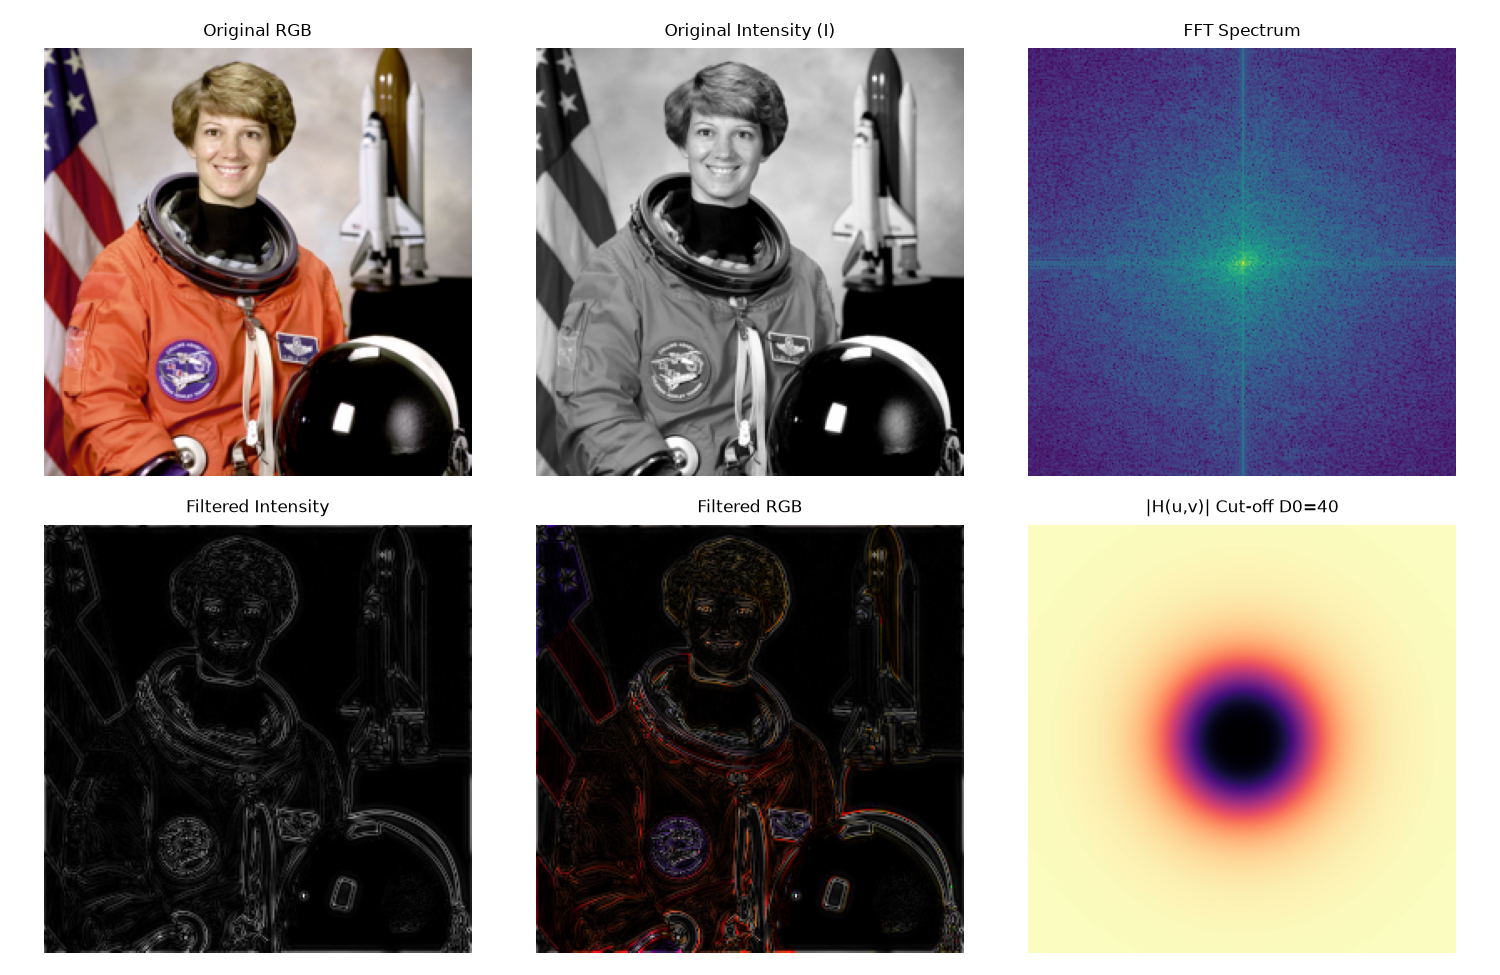 Original RGB
Original Intensity (I)
FFT Spectrum
Filtered Intensity
Filtered RGB
|H(u,v)| Cut-off D0=40